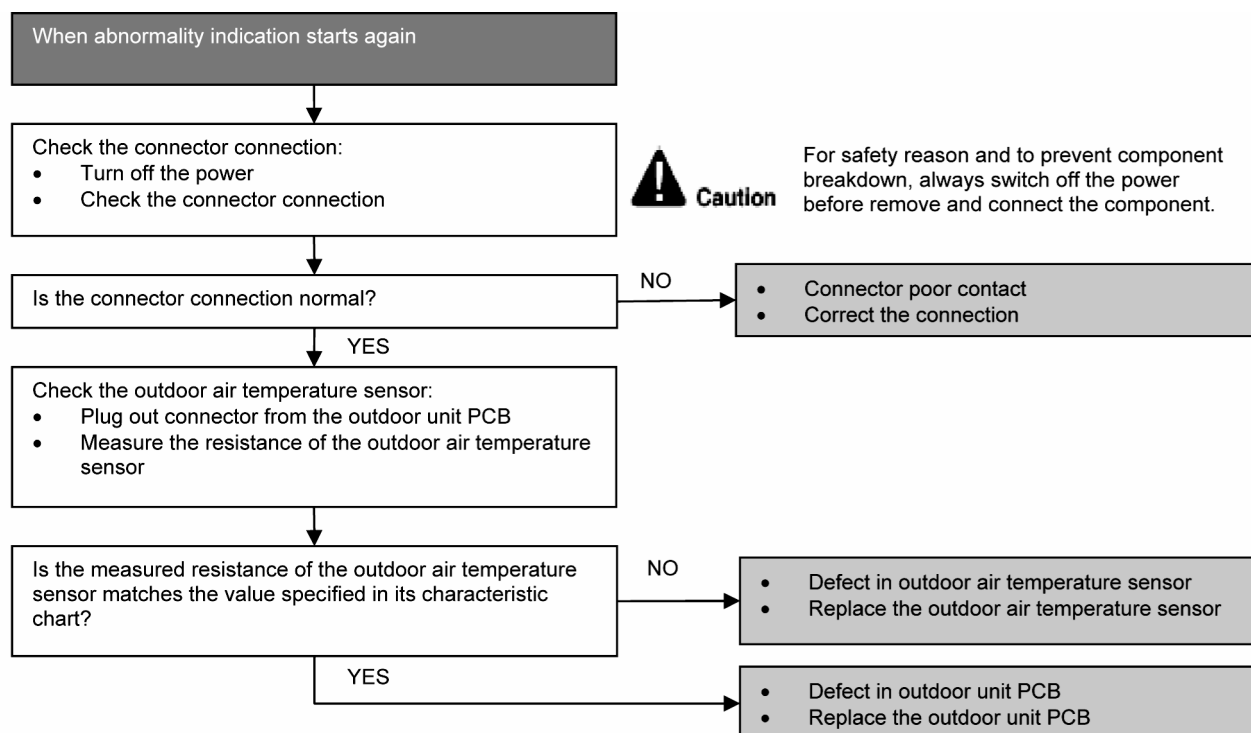 When abnormality indication starts again
Check the connector connection:
• Turn off the power
• Check the connector connection
Caution
For safety reason and to prevent component
breakdown, always switch off the power
before remove and connect the component.
Is the connector connection normal?
NO
• Connector poor contact
• Correct the connection
YES
Check the outdoor air temperature sensor:
• Plug out connector from the outdoor unit PCB
• Measure the resistance of the outdoor air temperature
sensor
Is the measured resistance of the outdoor air temperature
sensor matches the value specified in its characteristic
chart?
NO
• Defect in outdoor air temperature sensor
• Replace the outdoor air temperature sensor
YES
• Defect in outdoor unit PCB
• Replace the outdoor unit PCB